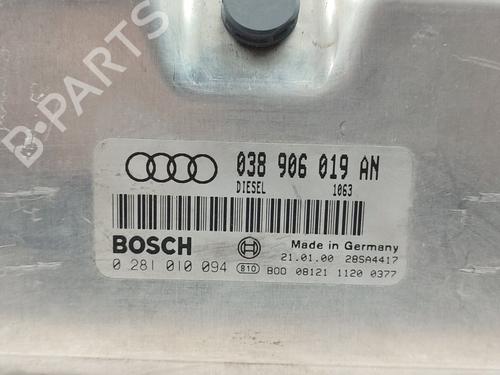 B-PARTS
038 906 019 AN
DIESEL 1063
BOSCH
Made in Germany
21.01.00 28SA4417
0 281 010 094 810 BOO 08121 1120 0377